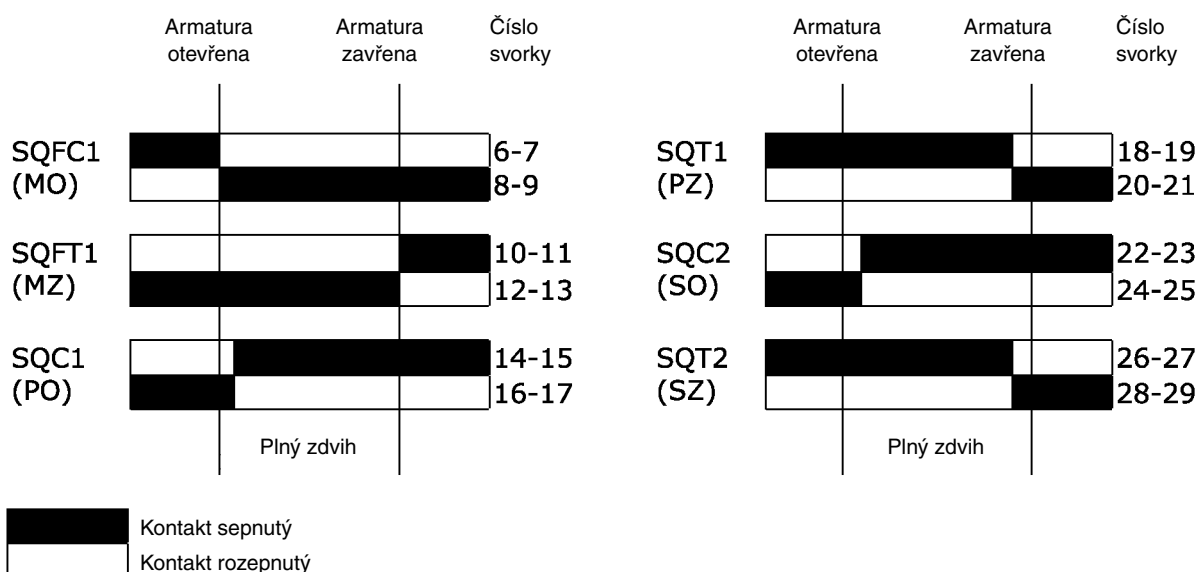 Armatura otevřena
Armatura zavřena
Číslo svorky
SQFC1 (MO)
6-7
8-9
SQFT1 (MZ)
10-11
12-13
SQC1 (PO)
14-15
16-17
Plný zdvih
Armatura otevřena
Armatura zavřena
Číslo svorky
SQT1 (PZ)
18-19
20-21
SQC2 (SO)
22-23
24-25
SQT2 (SZ)
26-27
28-29
Plný zdvih
Kontakt sepnutý
Kontakt rozepnutý